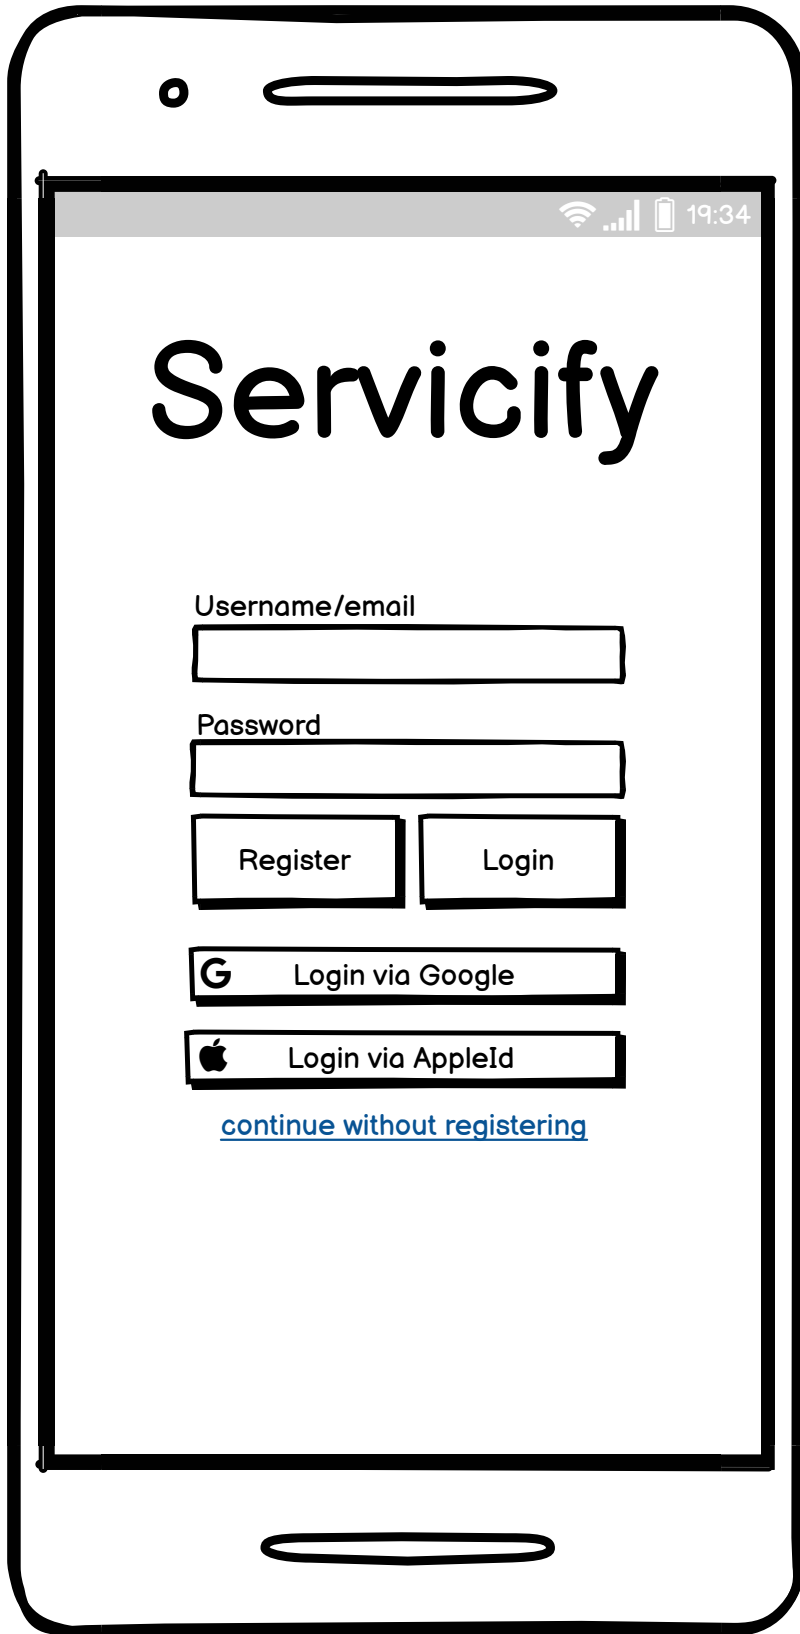 19:34
Servicify
Username/email
Password
Register Login
G Login via Google
Login via AppleId
continue without registering